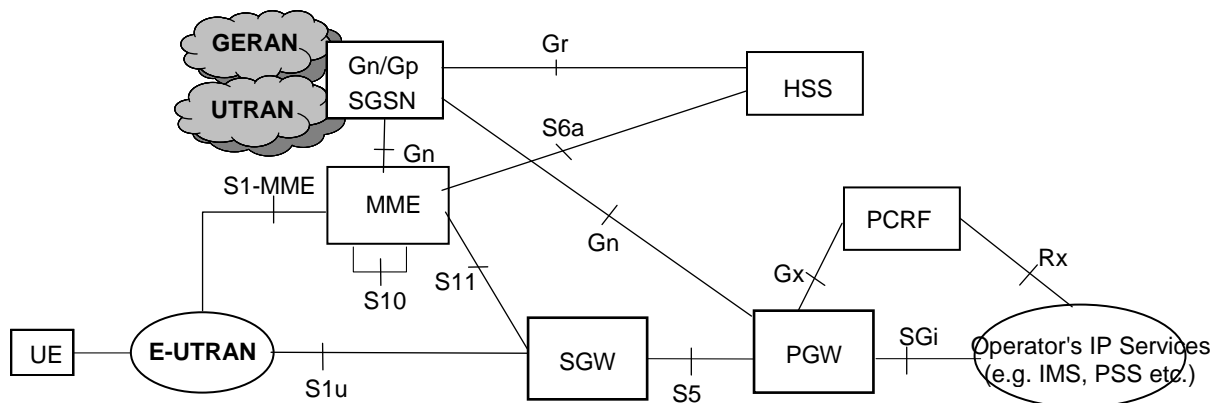 GERAN
Gn/Gp
SGSN
Gr
HSS
UTRAN
S6a
Gn
S1-MME
MME
PCRF
Gn
S10
S11
Gx
Rx
UE
E-UTRAN
S1u
SGW
S5
PGW
SGi
Operator's IP Services
(e.g. IMS, PSS etc.)